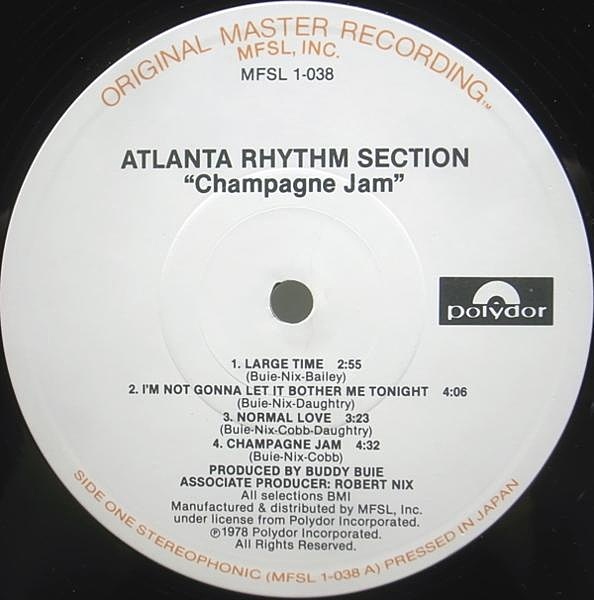 ORIGINAL MASTER RECORDING™
MFSL, INC.
MFSL 1-038
ATLANTA RHYTHM SECTION
“Champagne Jam”
polydor
1. LARGE TIME 2:55
(Buie-Nix-Bailey)
2. I'M NOT GONNA LET IT BOTHER ME TONIGHT 4:06
(Buie-Nix-Daughtry)
3. NORMAL LOVE 3:23
(Buie-Nix-Cobb-Daughtry)
4. CHAMPAGNE JAM 4:32
(Buie-Nix-Cobb)
PRODUCED BY BUDDY BUIE
ASSOCIATE PRODUCER: ROBERT NIX
All selections BMI
Manufactured & distributed by MFSL, Inc.
under license from Polydor Incorporated.
℗1978 Polydor Incorporated.
All Rights Reserved.
SIDE ONE STEREOPHONIC (MFSL 1-038 A) PRESSED IN JAPAN